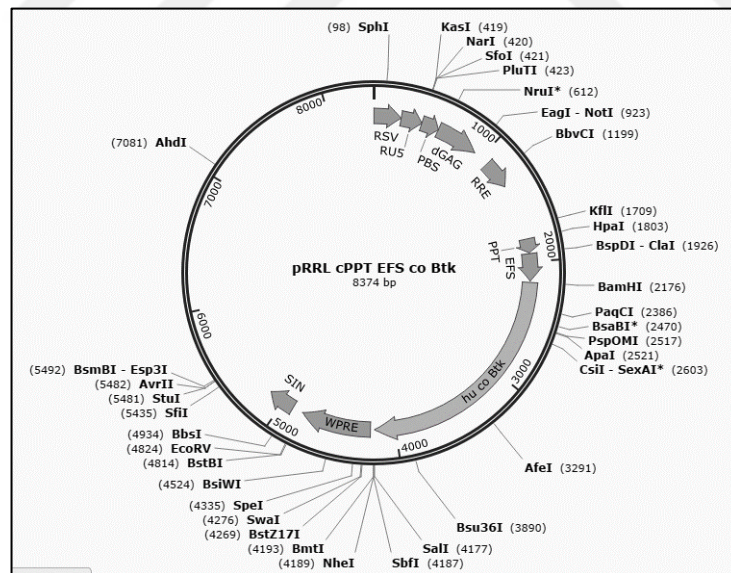 (98) SphI
KasI (419)
NarI (420)
SfoI (421)
PluTI (423)
NruI* (612)
EagI - NotI (923)
BbvCI (1199)
KflI (1709)
HpaI (1803)
BspDI - ClaI (1926)
BamHI (2176)
PaqCI (2386)
BsaBI* (2470)
PspOMI (2517)
ApaI (2521)
CsiI - SexAI* (2603)
AfeI (3291)
Bsu36I (3890)
SalI (4177)
SbfI (4187)
NheI (4189)
BmtI (4193)
BstZ17I (4269)
SwaI (4276)
SpeI (4335)
BsiWI (4524)
BstBI (4814)
EcoRV (4824)
BbsI (4934)
SfiI (5435)
StuI (5481)
AvrII (5482)
BsmBI - Esp3I (5492)
AhdI (7081)
1000
2000
3000
4000
5000
6000
7000
8000
RSV
RU5
PBS
dGAG
RRE
PPT
EFS
hu co Btk
WPRE
SIN
pRRL cPPT EFS co Btk
8374 bp